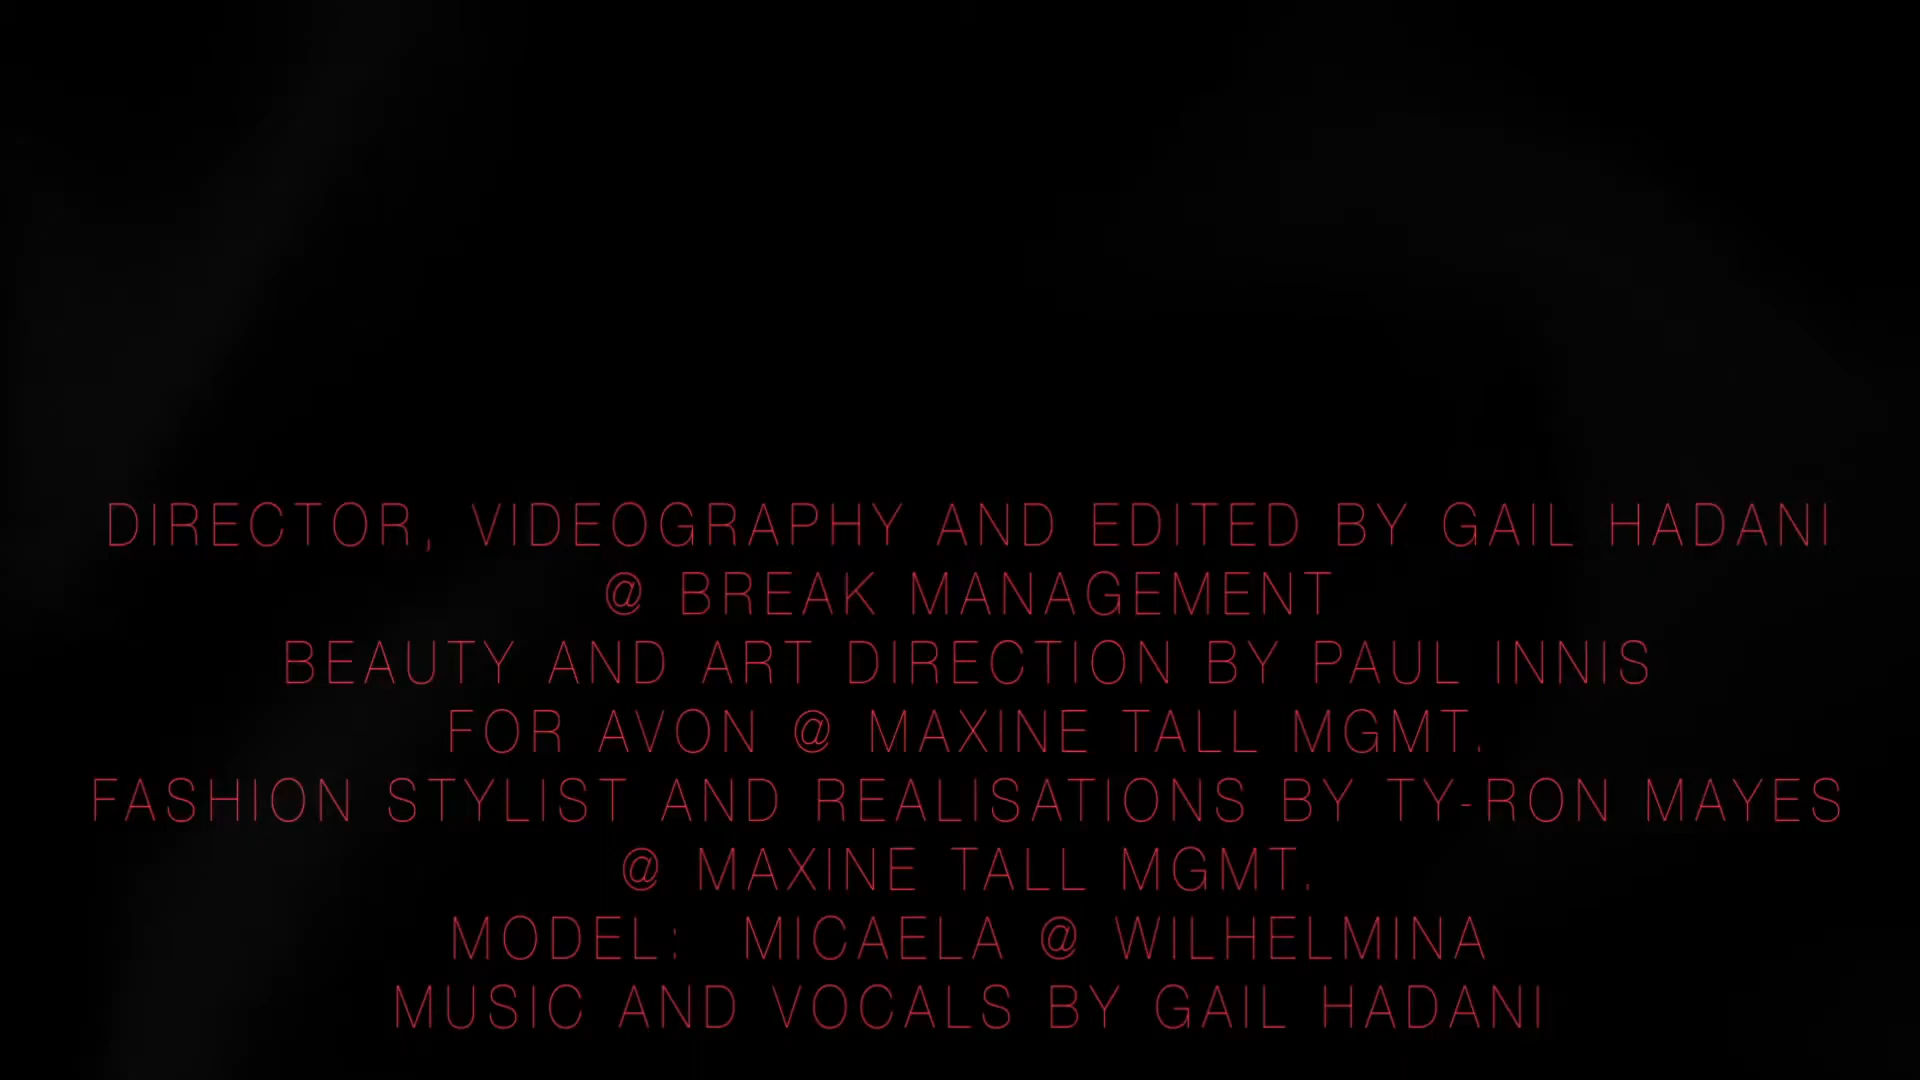 DIRECTOR, VIDEOGRAPHY AND EDITED BY GAIL HADANI
@ BREAK MANAGEMENT
BEAUTY AND ART DIRECTION BY PAUL INNIS
FOR AVON @ MAXINE TALL MGMT.
FASHION STYLIST AND REALISATIONS BY TY-RON MAYES
@ MAXINE TALL MGMT.
MODEL:  MICAELA @ WILHELMINA
MUSIC AND VOCALS BY GAIL HADANI